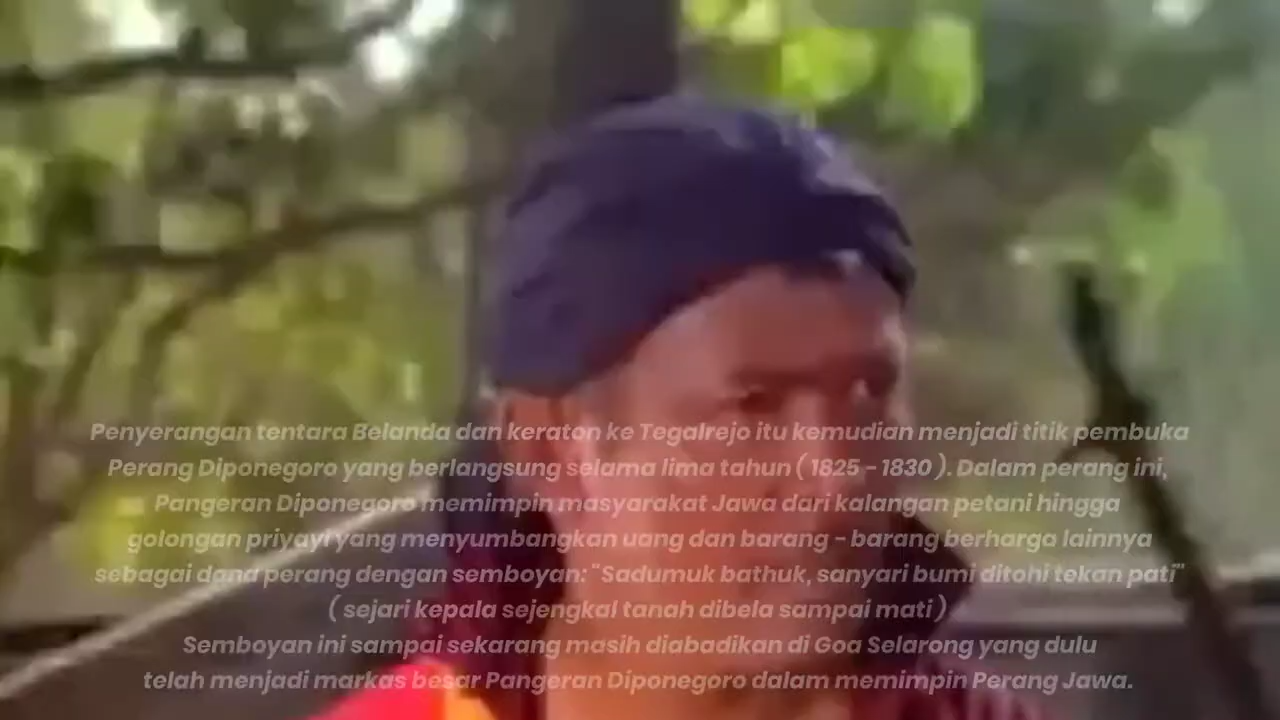 Penyerangan tentara Belanda dan keraton ke Tegalrejo itu kemudian menjadi titik pembuka
Perang Diponegoro yang berlangsung selama lima tahun ( 1825 - 1830 ). Dalam perang ini,
Pangeran Diponegoro memimpin masyarakat Jawa dari kalangan petani hingga
golongan priyayi yang menyumbangkan uang dan barang - barang berharga lainnya
sebagai dana perang dengan semboyan: "Sadumuk bathuk, sanyari bumi ditohi tekan pati"
( sejari kepala sejengkal tanah dibela sampai mati )
Semboyan ini sampai sekarang masih diabadikan di Goa Selarong yang dulu
telah menjadi markas besar Pangeran Diponegoro dalam memimpin Perang Jawa.